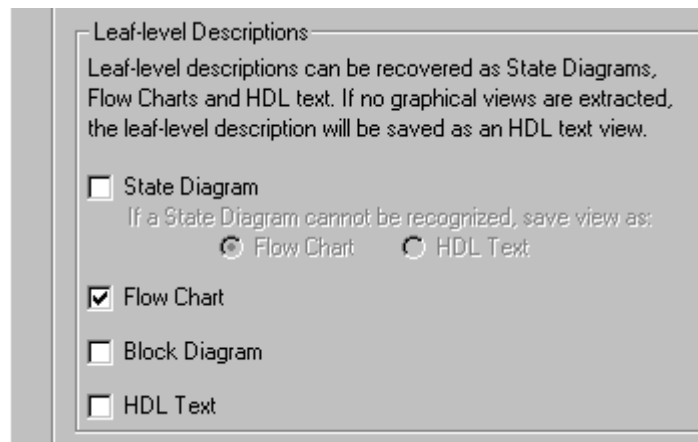 Leaf-level Descriptions
Leaf-level descriptions can be recovered as State Diagrams,
Flow Charts and HDL text. If no graphical views are extracted,
the leaf-level description will be saved as an HDL text view.
State Diagram
If a State Diagram cannot be recognized, save view as:
Flow Chart HDL Text
Flow Chart
Block Diagram
HDL Text